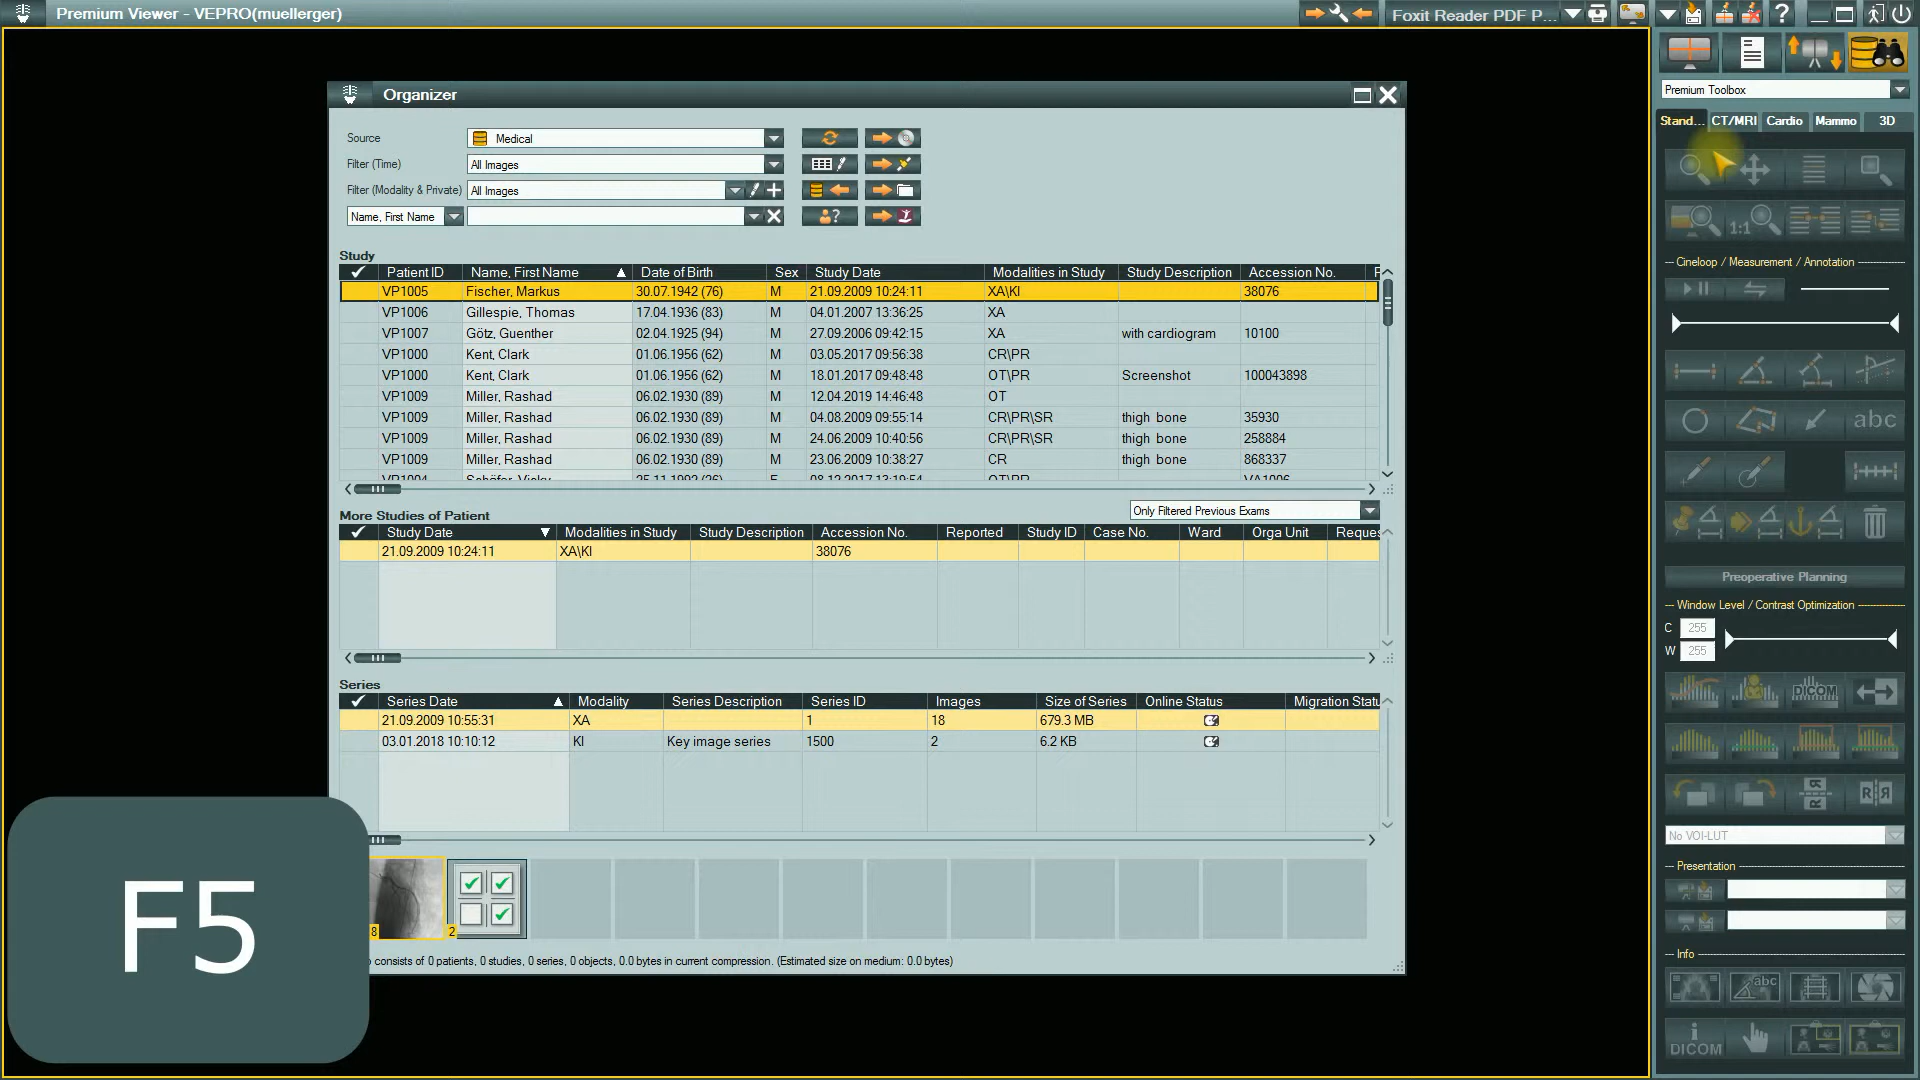 Premium Viewer - VEPRO(muellerger)
Foxit Reader PDF P...
?
Organizer
Premium Toolbox
Stand... CT/MRI Cardio Mammo 3D
Source Medical
Filter (Time) All Images
Filter (Modality & Private) All Images
Name, First Name
1:1
--- Cineloop / Measurement / Annotation
Study
Patient ID Name, First Name Date of Birth Sex Study Date Modalities in Study Study Description Accession No.
VP1005 Fischer, Markus 30.07.1942 (76) M 21.09.2009 10:24:11 XA\KI 38076
VP1006 Gillespie, Thomas 17.04.1936 (83) M 04.01.2007 13:36:25 XA
VP1007 Götz, Guenther 02.04.1925 (94) M 27.09.2006 09:42:15 XA with cardiogram 10100
VP1000 Kent, Clark 01.06.1956 (62) M 03.05.2017 09:56:38 CR\PR
VP1000 Kent, Clark 01.06.1956 (62) M 18.01.2017 09:48:48 OT\PR Screenshot 100043898
VP1009 Miller, Rashad 06.02.1930 (89) M 12.04.2019 14:46:48 OT
VP1009 Miller, Rashad 06.02.1930 (89) M 04.08.2009 09:55:14 CR\PR\SR thigh bone 35930
VP1009 Miller, Rashad 06.02.1930 (89) M 24.06.2009 10:40:56 CR\PR\SR thigh bone 258884
VP1009 Miller, Rashad 06.02.1930 (89) M 23.06.2009 10:38:27 CR thigh bone 868337
abc
More Studies of Patient Only Filtered Previous Exams
Study Date Modalities in Study Study Description Accession No. Reported Study ID Case No. Ward Orga Unit Reques
21.09.2009 10:24:11 XA\KI 38076
Preoperative Planning
--- Window Level / Contrast Optimization
C 255
W 255
DICOM
Series
Series Date Modality Series Description Series ID Images Size of Series Online Status Migration Statu
21.09.2009 10:55:31 XA 1 18 679.3 MB
03.01.2018 10:10:12 KI Key image series 1500 2 6.2 KB
No VOI-LUT
--- Presentation
8 2
consists of 0 patients, 0 studies, 0 series, 0 objects, 0.0 bytes in current compression. (Estimated size on medium: 0.0 bytes)
--- Info
abc
i
DICOM
F5